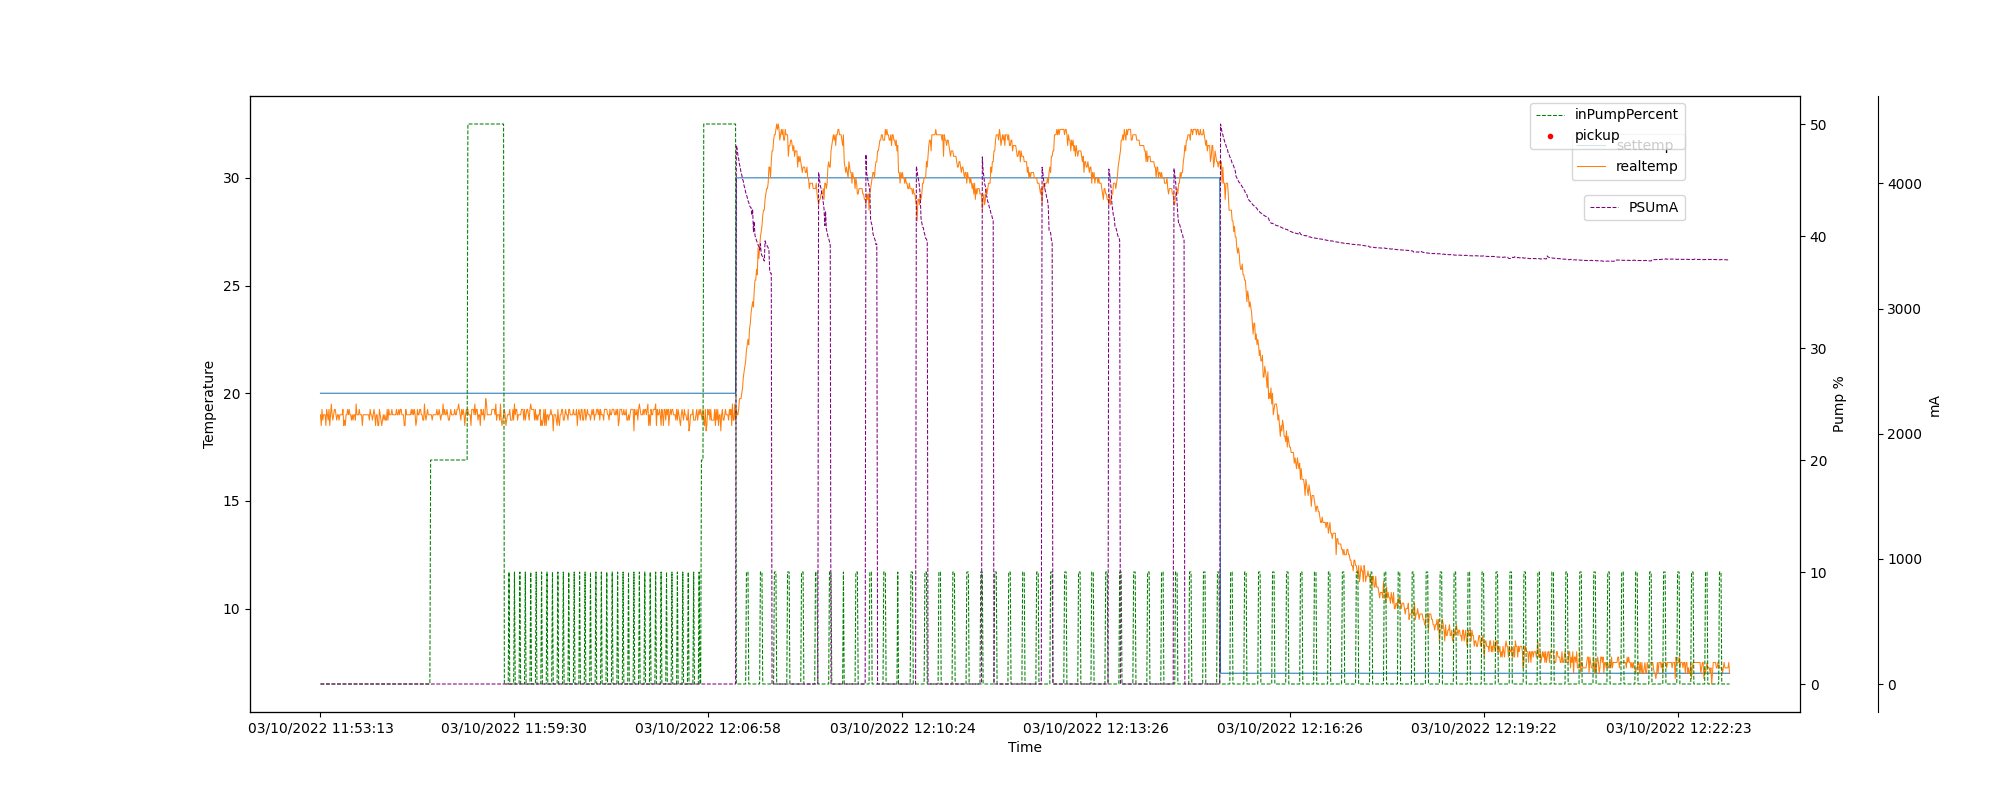 inPumpPercent
pickup
settemp
realtemp
PSUmA
30
25
20
15
10
Temperature
50
40
30
20
10
0
Pump %
4000
3000
2000
1000
0
mA
03/10/2022 11:53:13
03/10/2022 11:59:30
03/10/2022 12:06:58
03/10/2022 12:10:24
03/10/2022 12:13:26
03/10/2022 12:16:26
03/10/2022 12:19:22
03/10/2022 12:22:23
Time